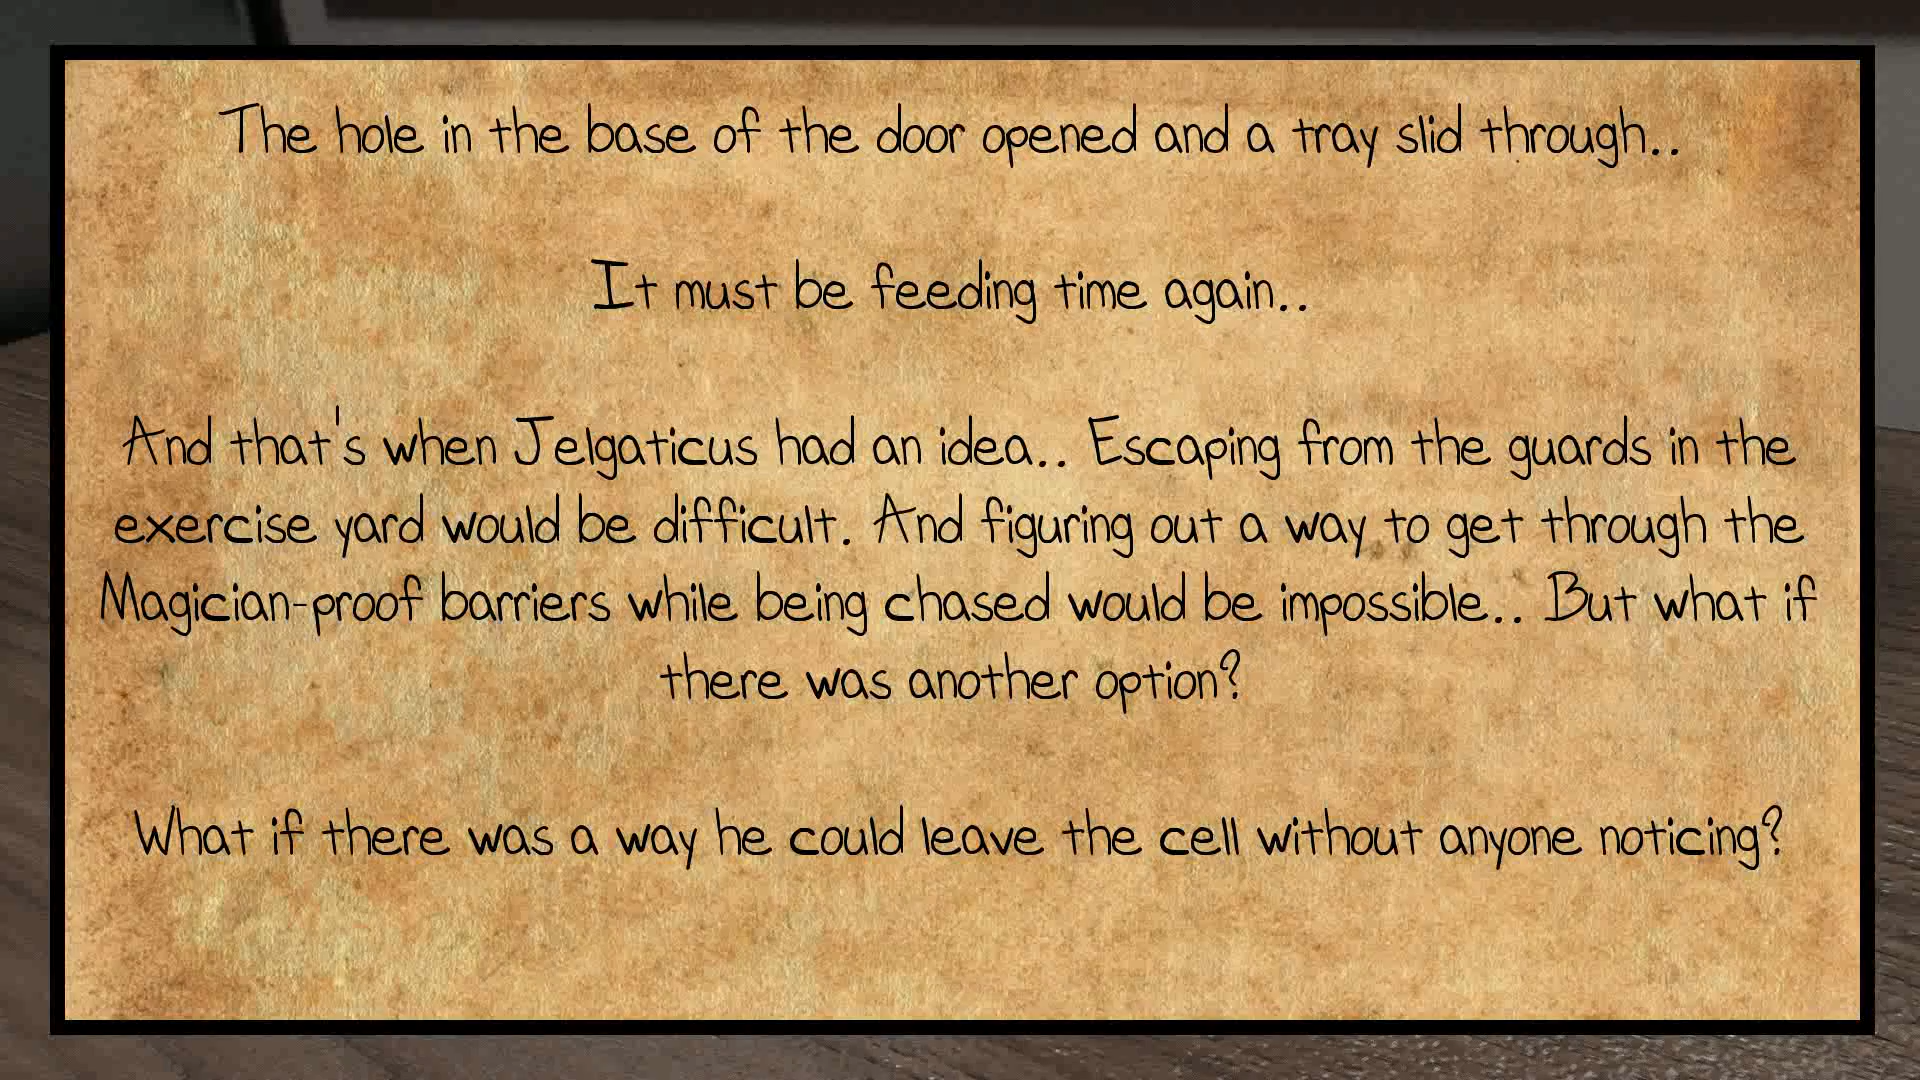 The hole in the base of the door opened and a tray slid through..
It must be feeding time again..
And that's when Jelgaticus had an idea.. Escaping from the guards in the
exercise yard would be difficult. And figuring out a way to get through the
Magician-proof barriers while being chased would be impossible.. But what if
there was another option?
What if there was a way he could leave the cell without anyone noticing?